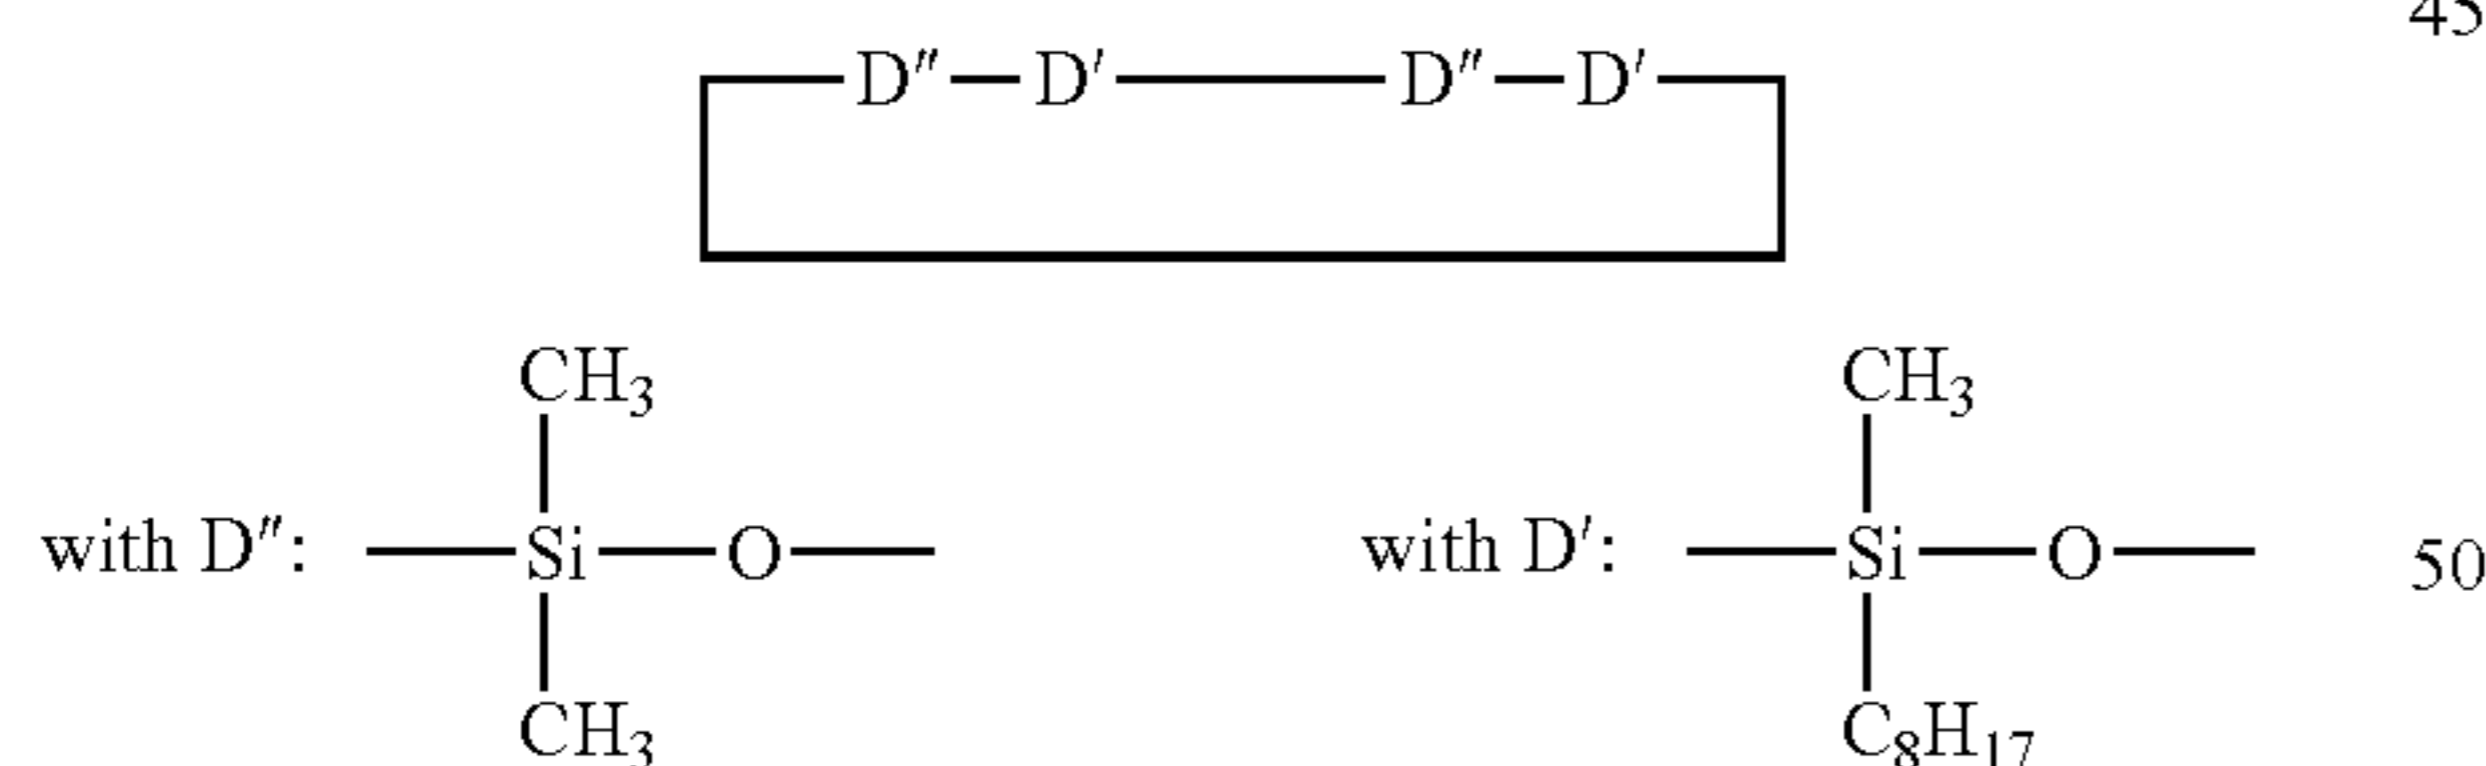 45
D″—D′—D″—D′
CH₃ CH₃
with D″: —Si—O— with D′: —Si—O— 50
CH₃ C₈H₁₇